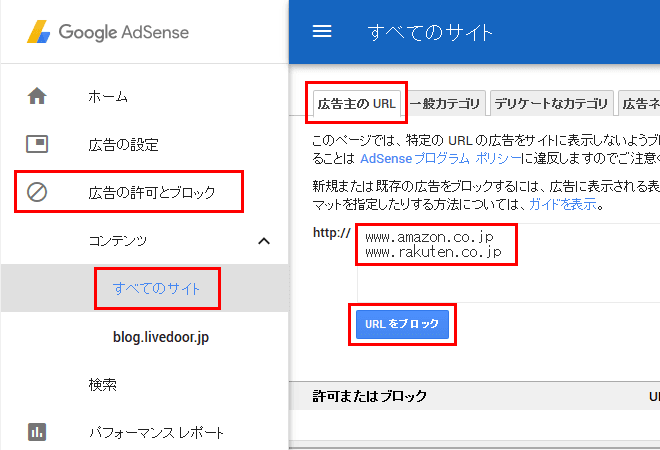 Google AdSense
ホーム
広告の設定
広告の許可とブロック
コンテンツ
すべてのサイト
blog.livedoor.jp
検索
パフォーマンス レポート
すべてのサイト
広告主の URL
一般カテゴリ
デリケートなカテゴリ
広告ネ
このページでは、特定の URL の広告をサイトに表示しないようブ
ることは AdSense プログラム ポリシーに違反しますのでご注意く
新規または既存の広告をブロックするには、広告に表示される表
マットを指定したりする方法については、ガイドを表示。
http://
www.amazon.co.jp
www.rakuten.co.jp
URL をブロック
許可またはブロック